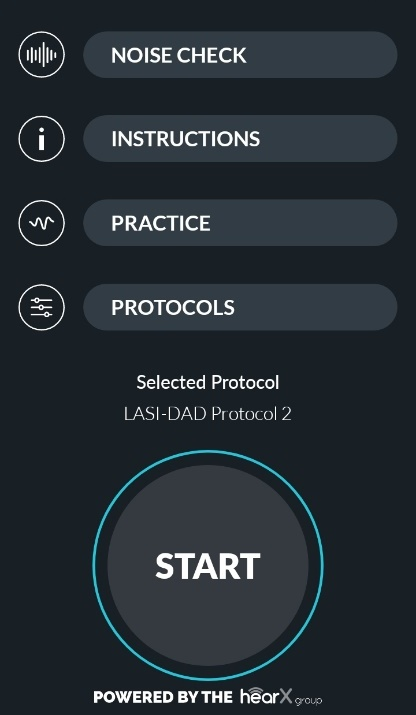 NOISE CHECK
INSTRUCTIONS
PRACTICE
PROTOCOLS
Selected Protocol
LASI-DAD Protocol 2
START
POWERED BY THE hearX group